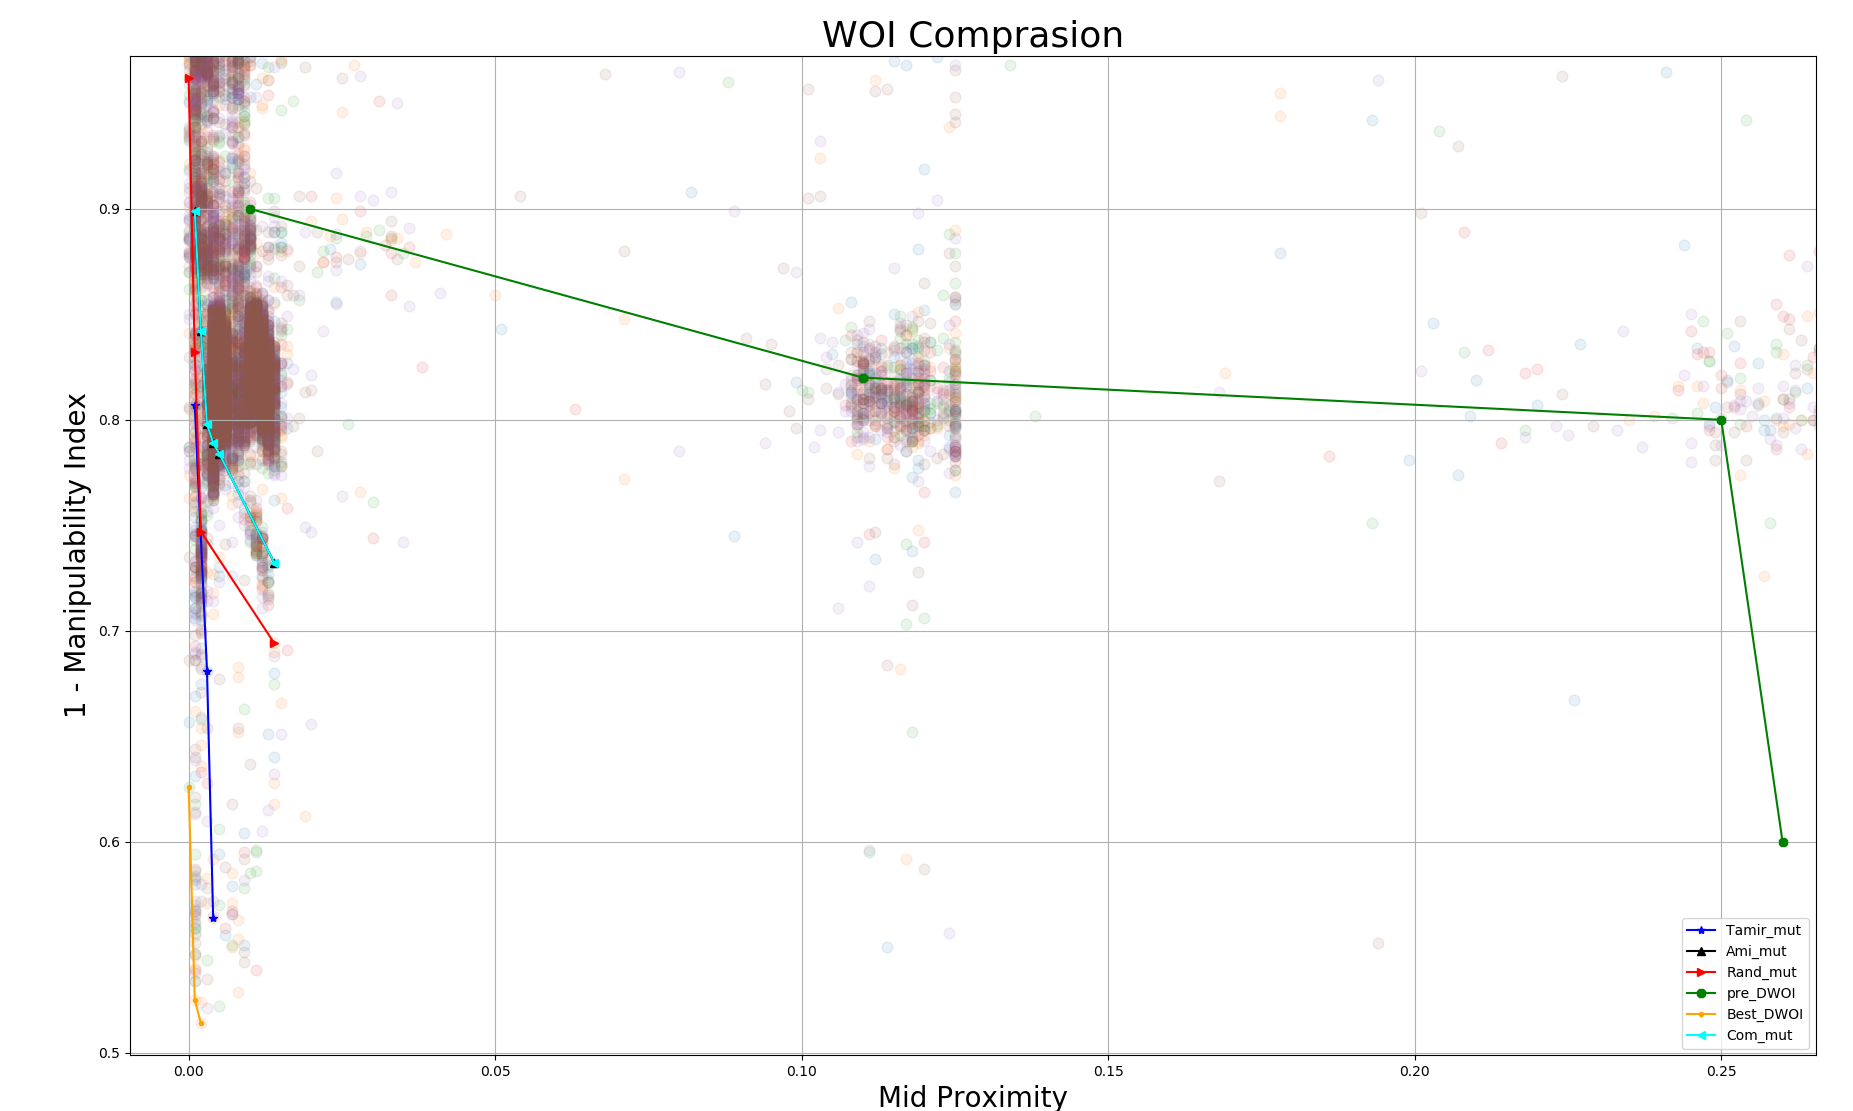 WOI Comprasion
1 - Manipulability Index
0.9
0.8
0.7
0.6
0.5
0.00
0.05
0.10
0.15
0.20
0.25
Mid Proximity
Tamir_mut
Ami_mut
Rand_mut
pre_DWOI
Best_DWOI
Com_mut